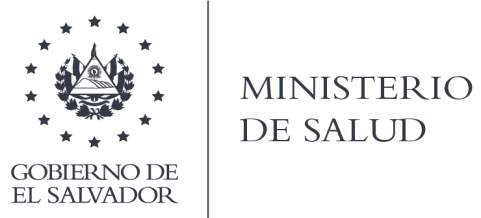 GOBIERNO DE
EL SALVADOR
MINISTERIO
DE SALUD